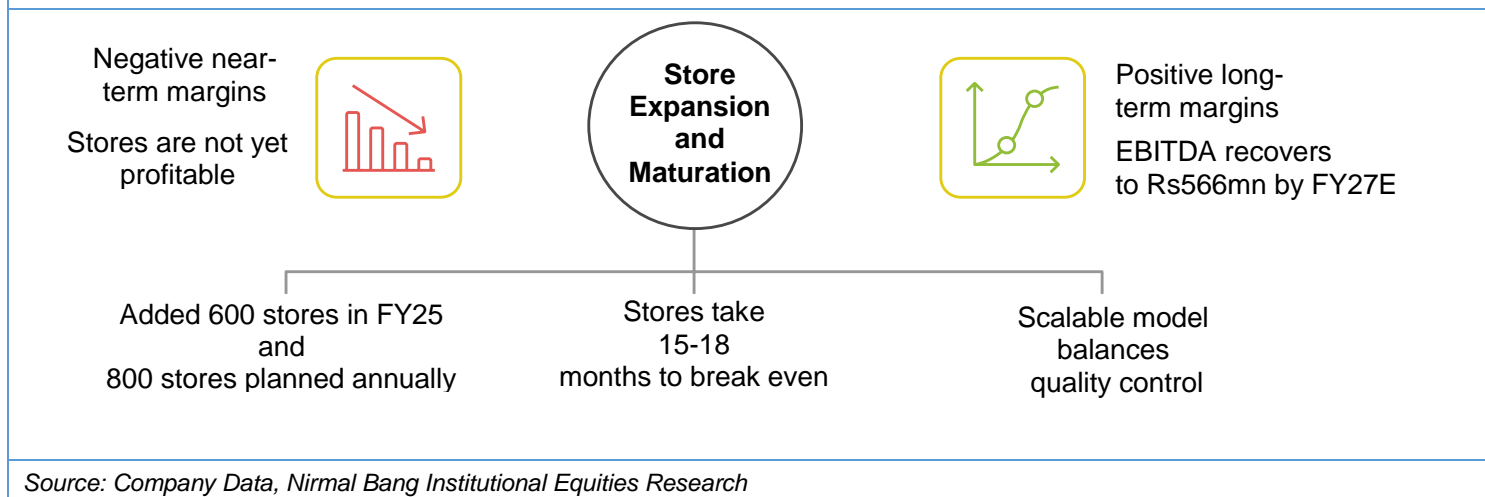 Negative near-
term margins
Stores are not yet
profitable
Store
Expansion
and
Maturation
Positive long-
term margins
EBITDA recovers
to Rs566mn by FY27E
Added 600 stores in FY25
and
800 stores planned annually
Stores take
15-18
months to break even
Scalable model
balances
quality control
Source: Company Data, Nirmal Bang Institutional Equities Research